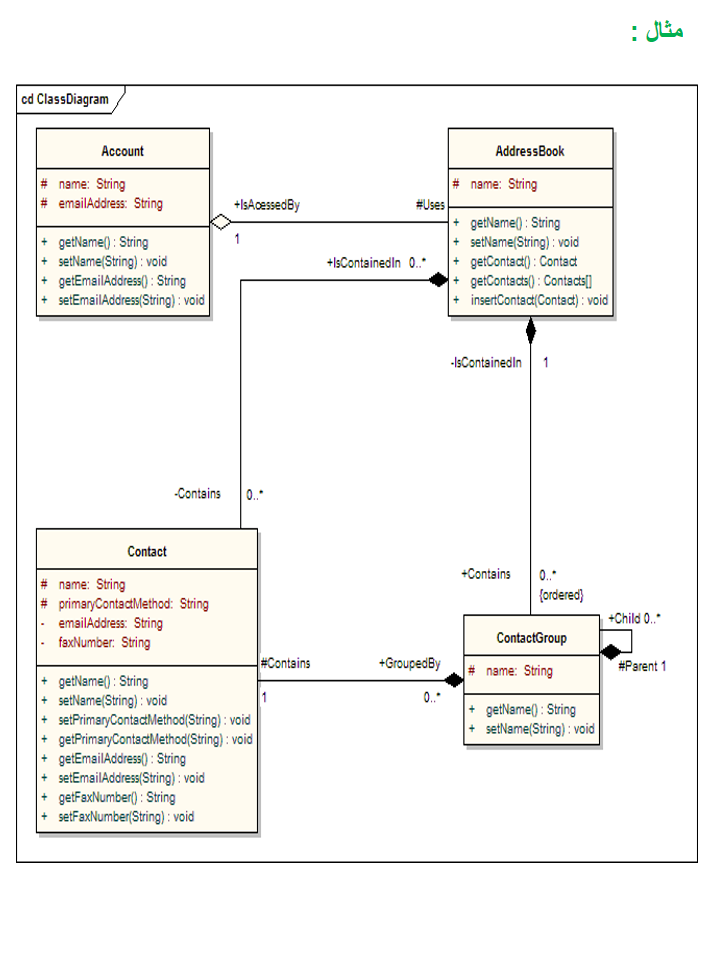 مثال :
cd ClassDiagram
Account
# name: String
# emailAddress: String
+ getName() : String
+ setName(String) : void
+ getEmailAddress() : String
+ setEmailAddress(String) : void
+IsAcessedBy
1
#Uses
AddressBook
# name: String
+ getName() : String
+ setName(String) : void
+ getContact() : Contact
+ getContacts() : Contacts[]
+ insertContact(Contact) : void
+IsContainedIn 0..*
-IsContainedIn 1
-Contains 0..*
+Contains 0..*
{ordered}
Contact
# name: String
# primaryContactMethod: String
- emailAddress: String
- faxNumber: String
+ getName() : String
+ setName(String) : void
+ setPrimaryContactMethod(String) : void
+ getPrimaryContactMethod(String) : void
+ getEmailAddress() : String
+ setEmailAddress(String) : void
+ getFaxNumber() : String
+ setFaxNumber(String) : void
#Contains
1
+GroupedBy
0..*
ContactGroup
# name: String
+ getName() : String
+ setName(String) : void
+Child 0..*
#Parent 1